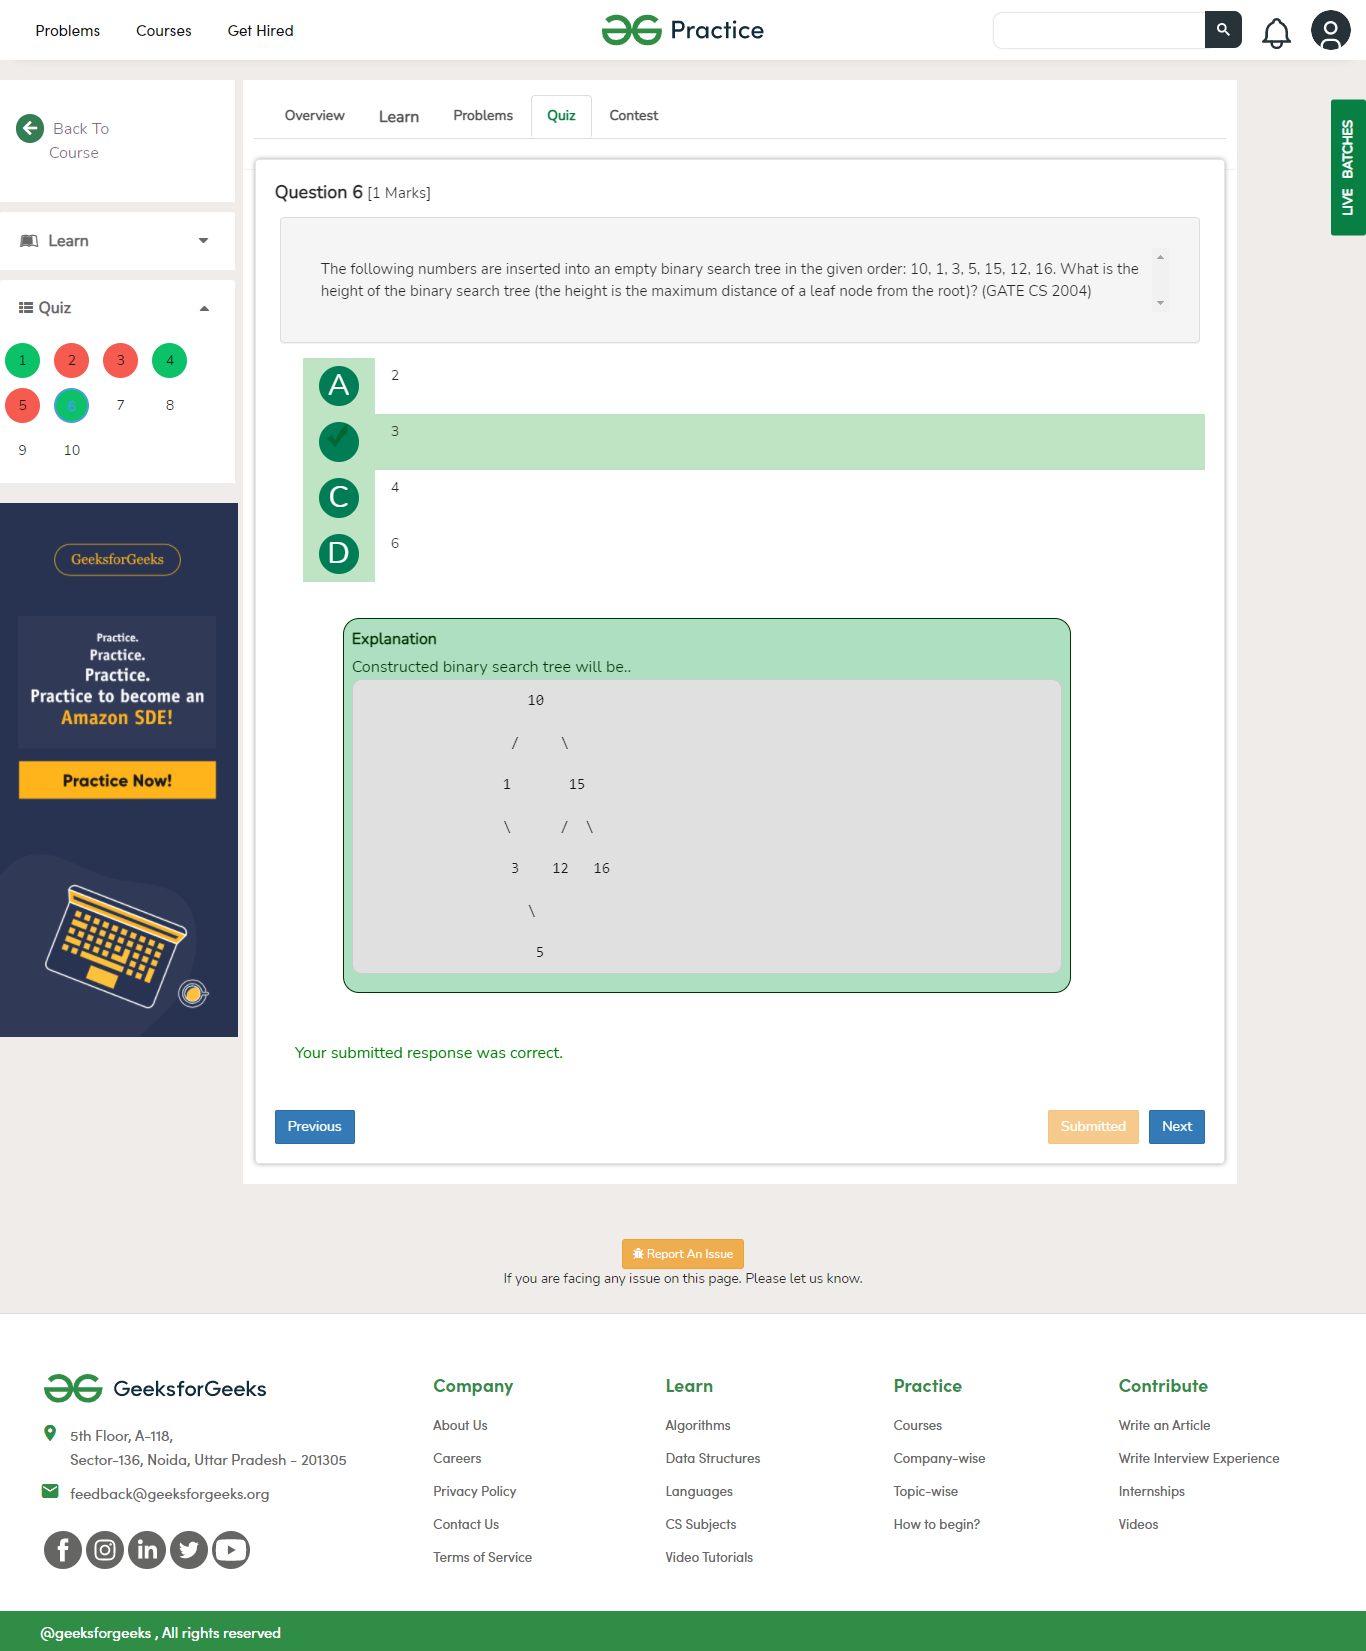 Problems Courses Get Hired
Practice
LIVE BATCHES
Back To
Course
Learn
Quiz
1 2 3 4
5 6 7 8
9 10
GeeksforGeeks
Practice.
Practice.
Practice.
Practice to become an
Amazon SDE!
Practice Now!
Overview Learn Problems Quiz Contest
Question 6 [1 Marks]
The following numbers are inserted into an empty binary search tree in the given order: 10, 1, 3, 5, 15, 12, 16. What is the
height of the binary search tree (the height is the maximum distance of a leaf node from the root)? (GATE CS 2004)
A 2
3
C 4
D 6
Explanation
Constructed binary search tree will be..
10
/ \
1 15
\ / \
3 12 16
\
5
Your submitted response was correct.
Previous Submitted Next
Report An Issue
If you are facing any issue on this page. Please let us know.
GeeksforGeeks
5th Floor, A-118,
Sector-136, Noida, Uttar Pradesh - 201305
feedback@geeksforgeeks.org
Company
About Us
Careers
Privacy Policy
Contact Us
Terms of Service
Learn
Algorithms
Data Structures
Languages
CS Subjects
Video Tutorials
Practice
Courses
Company-wise
Topic-wise
How to begin?
Contribute
Write an Article
Write Interview Experience
Internships
Videos
@geeksforgeeks , All rights reserved